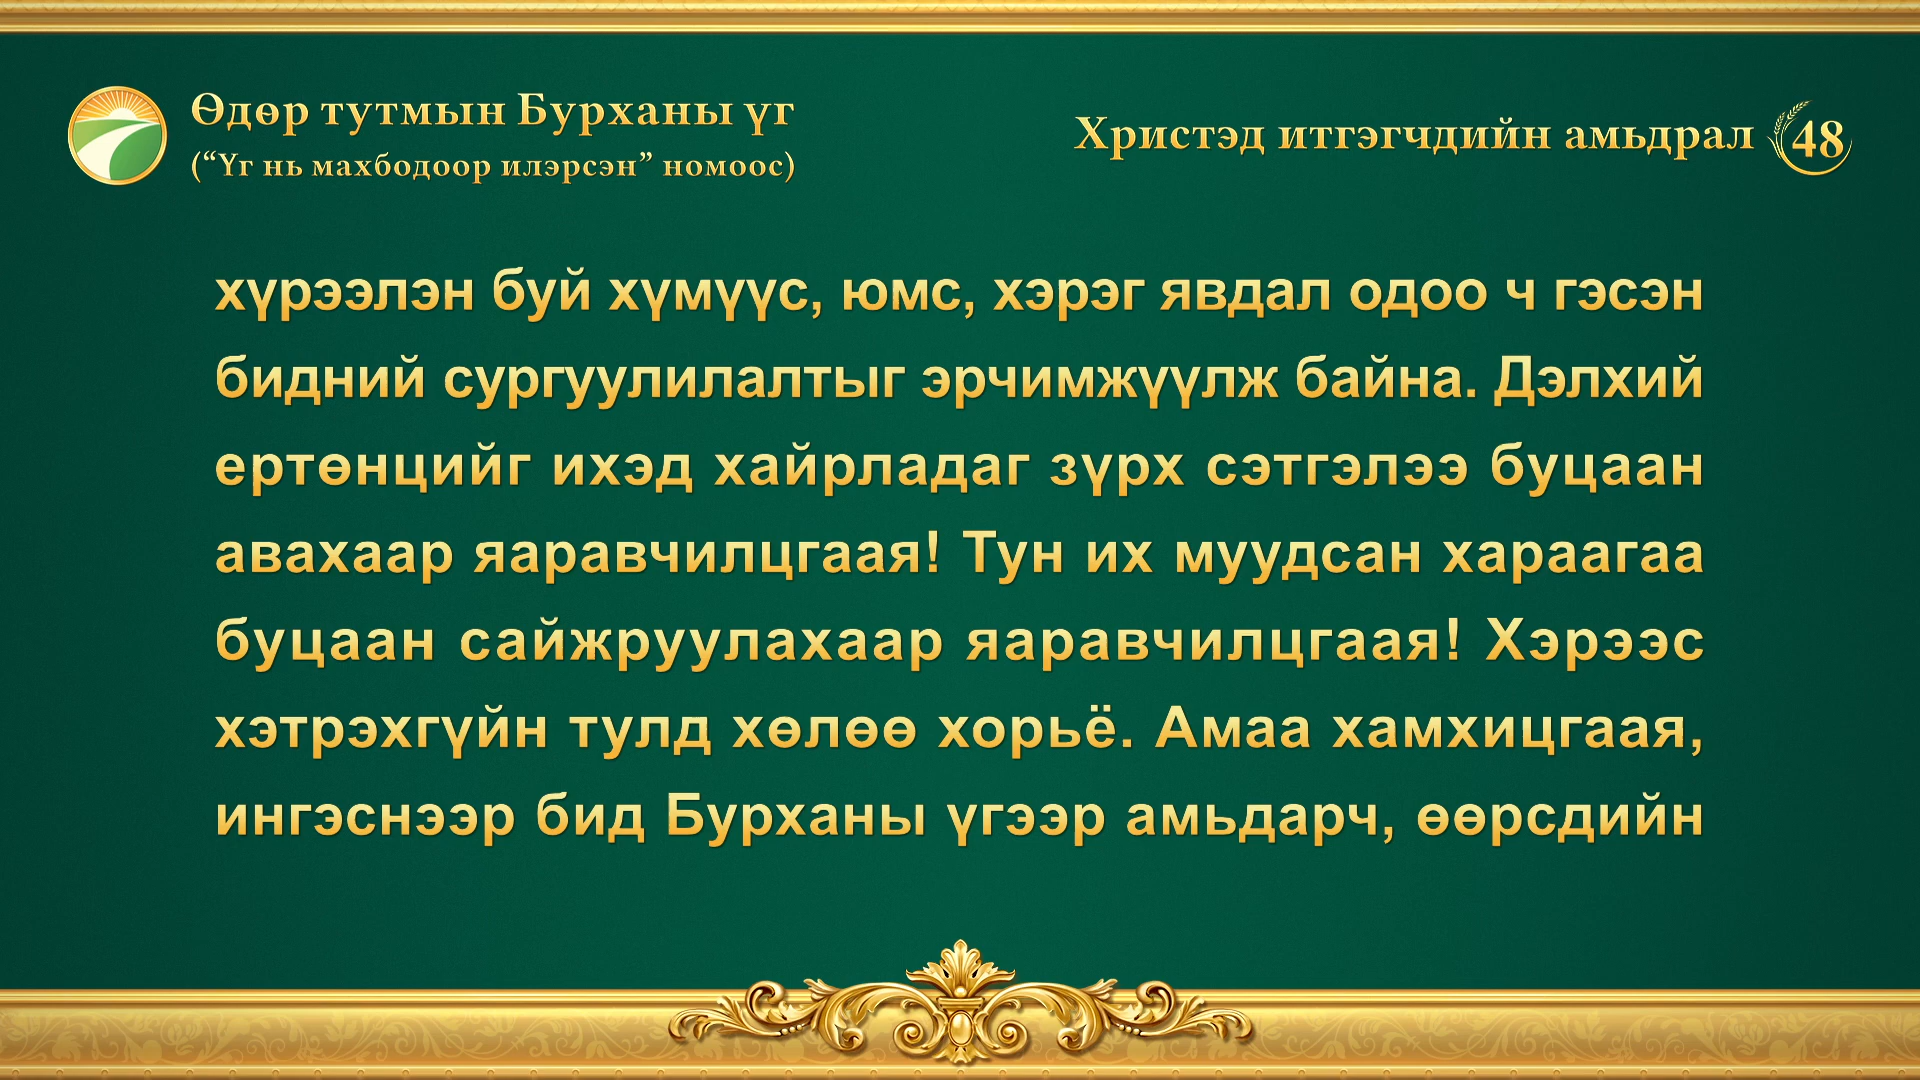 Өдөр тутмын Бурханы үг
(“Үг нь махбодоор илэрсэн” номоос)
Христэд итгэгчдийн амьдрал 48
хүрээлэн буй хүмүүс, юмс, хэрэг явдал одоо ч гэсэн
бидний сургуулилалтыг эрчимжүүлж байна. Дэлхий
ертөнцийг ихэд хайрладаг зүрх сэтгэлээ буцаан
авахаар яаравчилцгаая! Тун их муудсан хараагаа
буцаан сайжруулахаар яаравчилцгаая! Хэрээс
хэтрэхгүйн тулд хөлөө хорьё. Амаа хамхицгаая,
ингэснээр бид Бурханы үгээр амьдарч, өөрсдийн